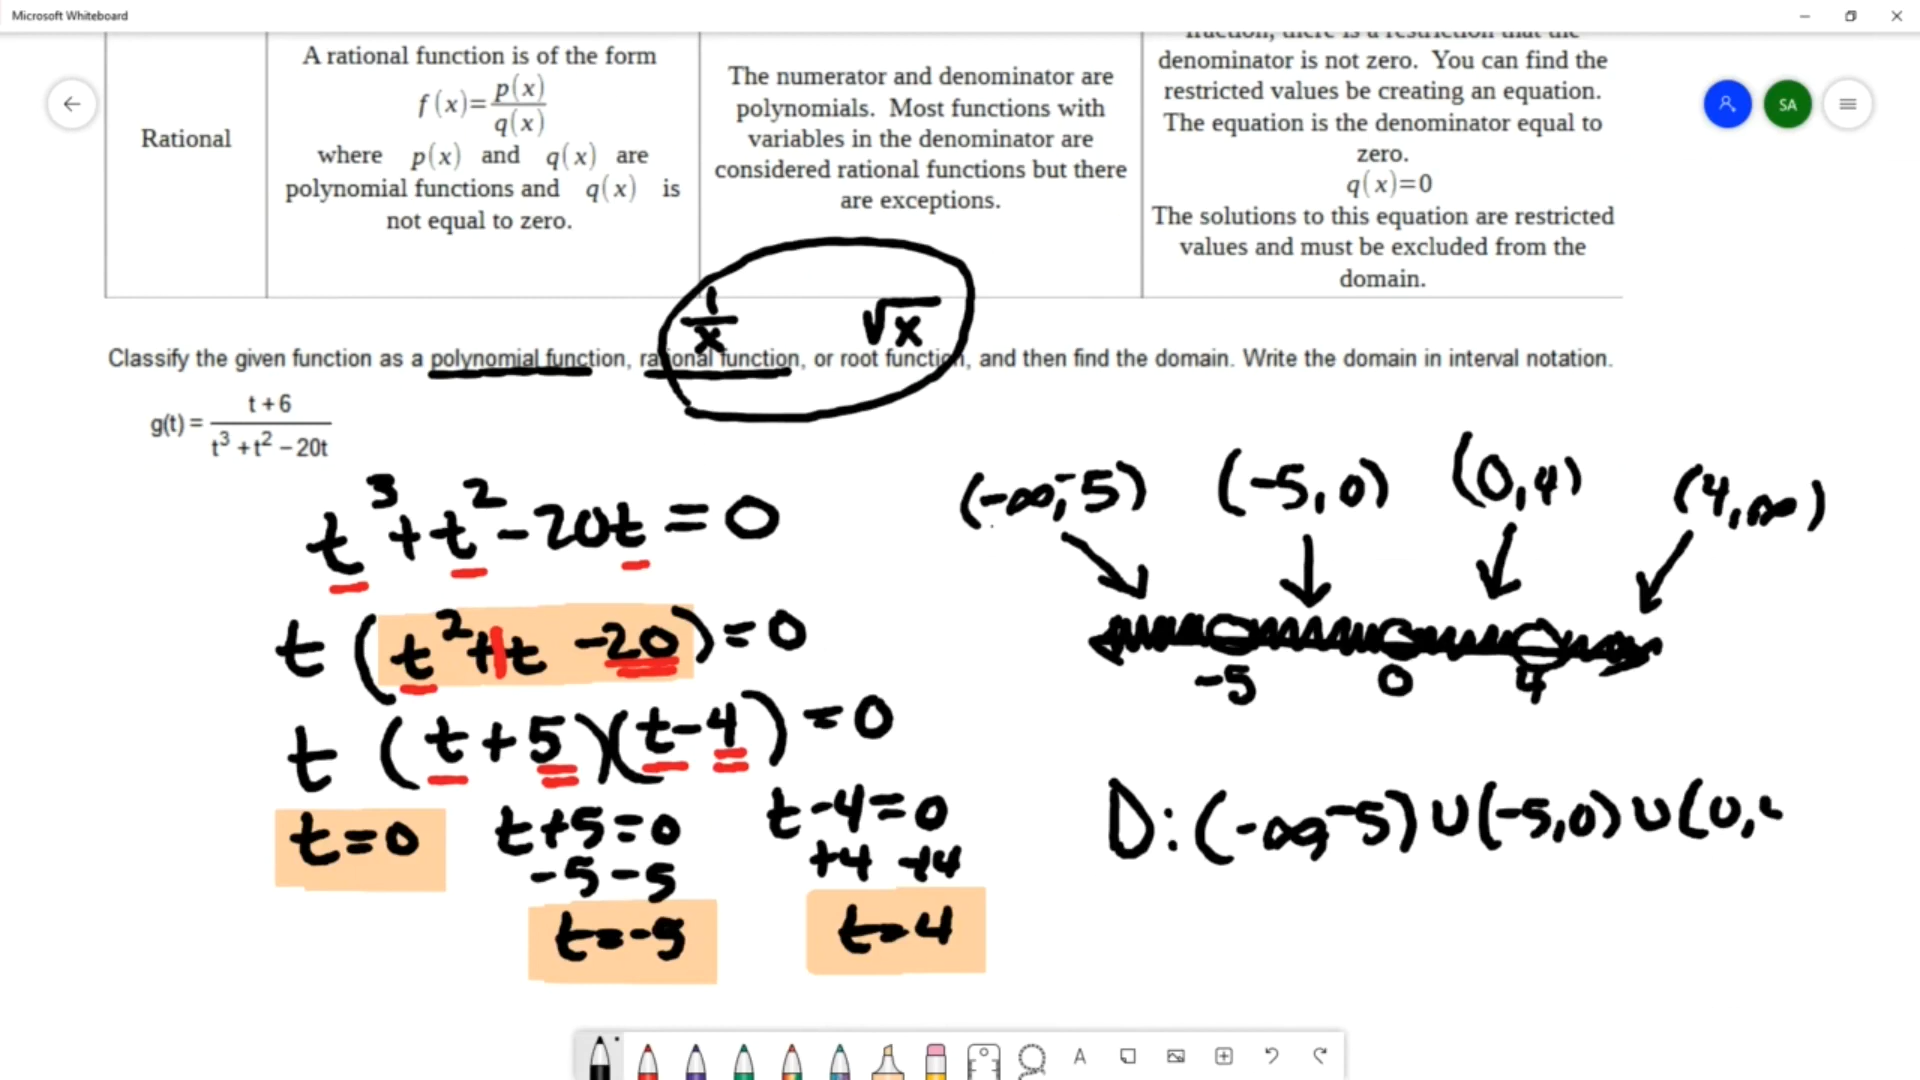 Microsoft Whiteboard
Rational
A rational function is of the form
f(x)=p(x)/q(x)
where p(x) and q(x) are
polynomial functions and q(x) is
not equal to zero.
The numerator and denominator are
polynomials. Most functions with
variables in the denominator are
considered rational functions but there
are exceptions.
fraction, there is a restriction that the
denominator is not zero. You can find the
restricted values be creating an equation.
The equation is the denominator equal to
zero.
q(x)=0
The solutions to this equation are restricted
values and must be excluded from the
domain.
SA
1/x √x
Classify the given function as a polynomial function, rational function, or root function, and then find the domain. Write the domain in interval notation.
g(t) = (t + 6)/(t³ + t² − 20t)
t³ + t² - 20t = 0
t(t² + 1t - 20) = 0
t(t + 5)(t - 4) = 0
t = 0
t + 5 = 0
-5 -5
t = -5
t - 4 = 0
+4 +4
t = 4
(-∞, -5) (-5, 0) (0, 4) (4, ∞)
-5 0 4
D: (-∞, -5) ∪ (-5, 0) ∪ (0,
A